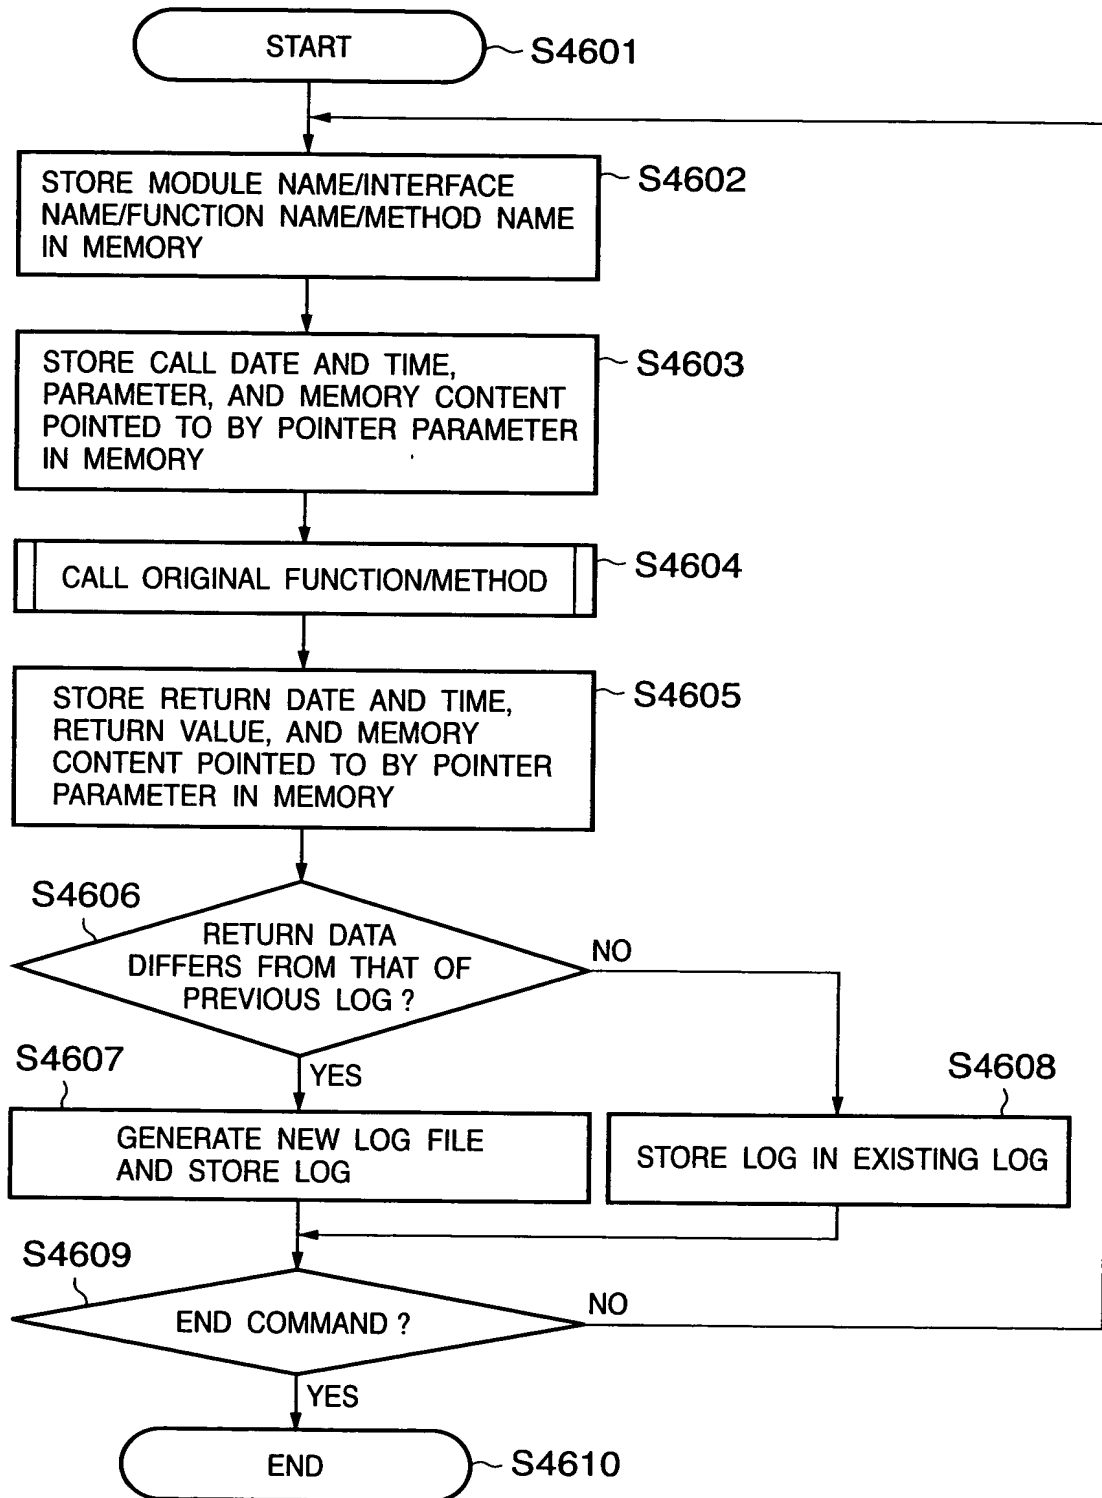 START
S4601
STORE MODULE NAME/INTERFACE
NAME/FUNCTION NAME/METHOD NAME
IN MEMORY
S4602
STORE CALL DATE AND TIME,
PARAMETER, AND MEMORY CONTENT
POINTED TO BY POINTER PARAMETER
IN MEMORY
S4603
CALL ORIGINAL FUNCTION/METHOD
S4604
STORE RETURN DATE AND TIME,
RETURN VALUE, AND MEMORY
CONTENT POINTED TO BY POINTER
PARAMETER IN MEMORY
S4605
S4606
RETURN DATA
DIFFERS FROM THAT OF
PREVIOUS LOG ?
NO
YES
S4607
GENERATE NEW LOG FILE
AND STORE LOG
S4608
STORE LOG IN EXISTING LOG
S4609
END COMMAND ?
NO
YES
END
S4610